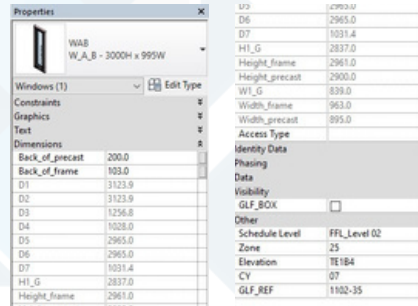 Properties ×
WAB
W_A_B - 3000H x 995W
Windows (1) Edit Type
Constraints
Graphics
Text
Dimensions
Back_of_precast 200.0
Back_of_frame 103.0
D1 3123.9
D2 3123.9
D3 1256.8
D4 1028.0
D5 2965.0
D6 2965.0
D7 1031.4
H1_G 2837.0
Height_frame 2961.0
D5 2965.0
D6 2965.0
D7 1031.4
H1_G 2837.0
Height_frame 2961.0
Height_precast 2900.0
W1_G 839.0
Width_frame 963.0
Width_precast 895.0
Access Type
Identity Data
Phasing
Data
Visibility
GLF_BOX
Other
Schedule Level FFL_Level 02
Zone 25
Elevation TE1B4
CY 07
GLF_REF 1102-35